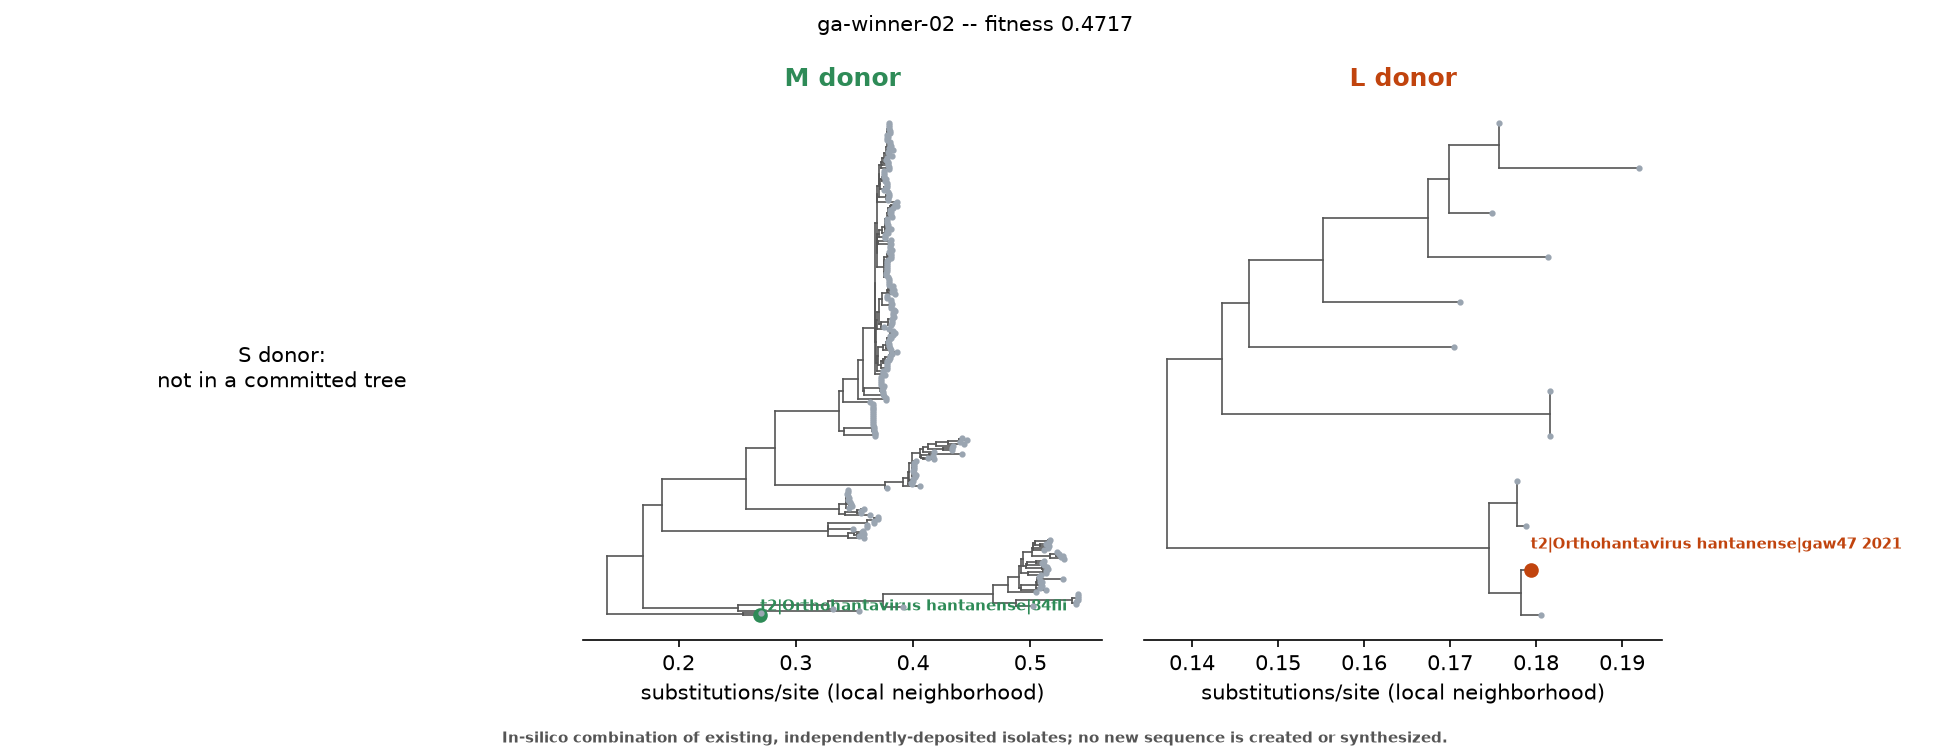 ga-winner-02 -- fitness 0.4717
M donor
L donor
S donor:
not in a committed tree
t2|Orthohantavirus hantanense|gaw47 2021
t2|Orthohantavirus hantanense|84fli
0.2 0.3 0.4 0.5
0.14 0.15 0.16 0.17 0.18 0.19
substitutions/site (local neighborhood)
substitutions/site (local neighborhood)
In-silico combination of existing, independently-deposited isolates; no new sequence is created or synthesized.